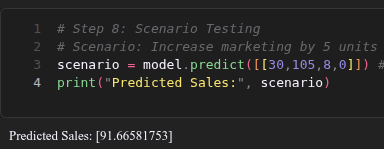 1 # Step 8: Scenario Testing
2 # Scenario: Increase marketing by 5 units
3 scenario = model.predict([[30,105,8,0]]) #
4 print("Predicted Sales:", scenario)
Predicted Sales: [91.66581753]